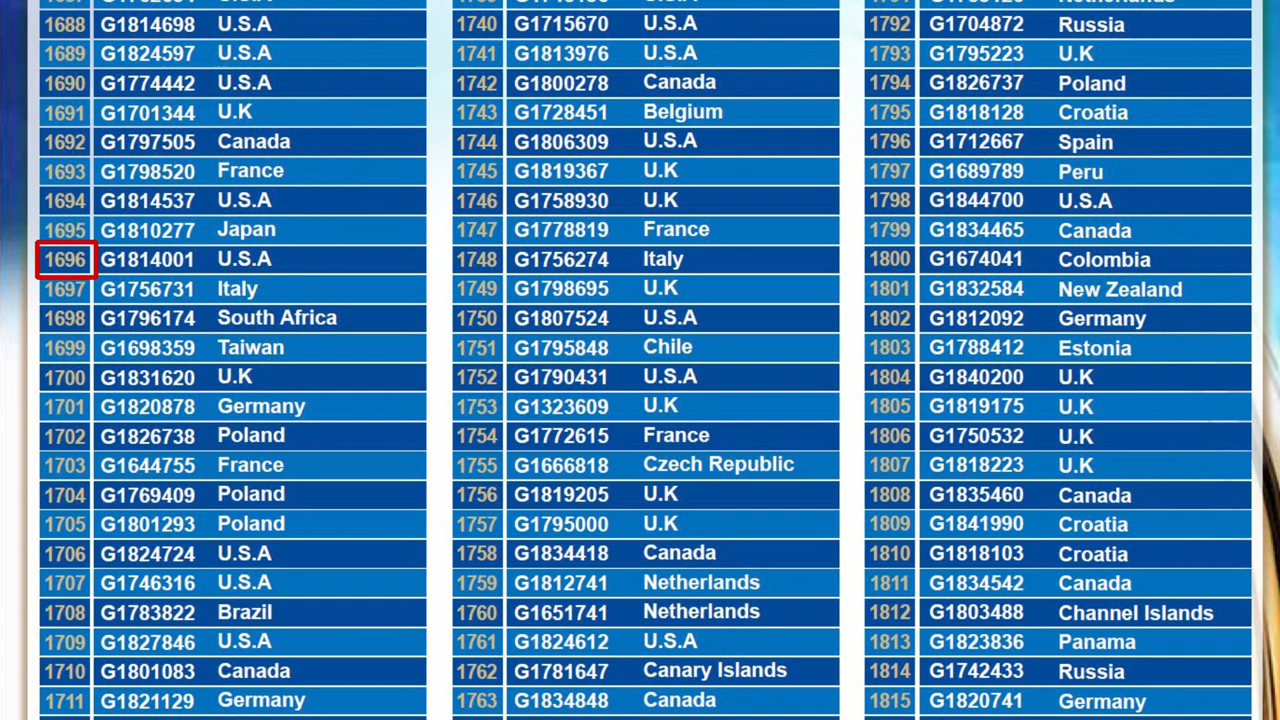 1688 G1814698 U.S.A
1689 G1824597 U.S.A
1690 G1774442 U.S.A
1691 G1701344 U.K
1692 G1797505 Canada
1693 G1798520 France
1694 G1814537 U.S.A
1695 G1810277 Japan
1696 G1814001 U.S.A
1697 G1756731 Italy
1698 G1796174 South Africa
1699 G1698359 Taiwan
1700 G1831620 U.K
1701 G1820878 Germany
1702 G1826738 Poland
1703 G1644755 France
1704 G1769409 Poland
1705 G1801293 Poland
1706 G1824724 U.S.A
1707 G1746316 U.S.A
1708 G1783822 Brazil
1709 G1827846 U.S.A
1710 G1801083 Canada
1711 G1821129 Germany
1740 G1715670 U.S.A
1741 G1813976 U.S.A
1742 G1800278 Canada
1743 G1728451 Belgium
1744 G1806309 U.S.A
1745 G1819367 U.K
1746 G1758930 U.K
1747 G1778819 France
1748 G1756274 Italy
1749 G1798695 U.K
1750 G1807524 U.S.A
1751 G1795848 Chile
1752 G1790431 U.S.A
1753 G1323609 U.K
1754 G1772615 France
1755 G1666818 Czech Republic
1756 G1819205 U.K
1757 G1795000 U.K
1758 G1834418 Canada
1759 G1812741 Netherlands
1760 G1651741 Netherlands
1761 G1824612 U.S.A
1762 G1781647 Canary Islands
1763 G1834848 Canada
1792 G1704872 Russia
1793 G1795223 U.K
1794 G1826737 Poland
1795 G1818128 Croatia
1796 G1712667 Spain
1797 G1689789 Peru
1798 G1844700 U.S.A
1799 G1834465 Canada
1800 G1674041 Colombia
1801 G1832584 New Zealand
1802 G1812092 Germany
1803 G1788412 Estonia
1804 G1840200 U.K
1805 G1819175 U.K
1806 G1750532 U.K
1807 G1818223 U.K
1808 G1835460 Canada
1809 G1841990 Croatia
1810 G1818103 Croatia
1811 G1834542 Canada
1812 G1803488 Channel Islands
1813 G1823836 Panama
1814 G1742433 Russia
1815 G1820741 Germany